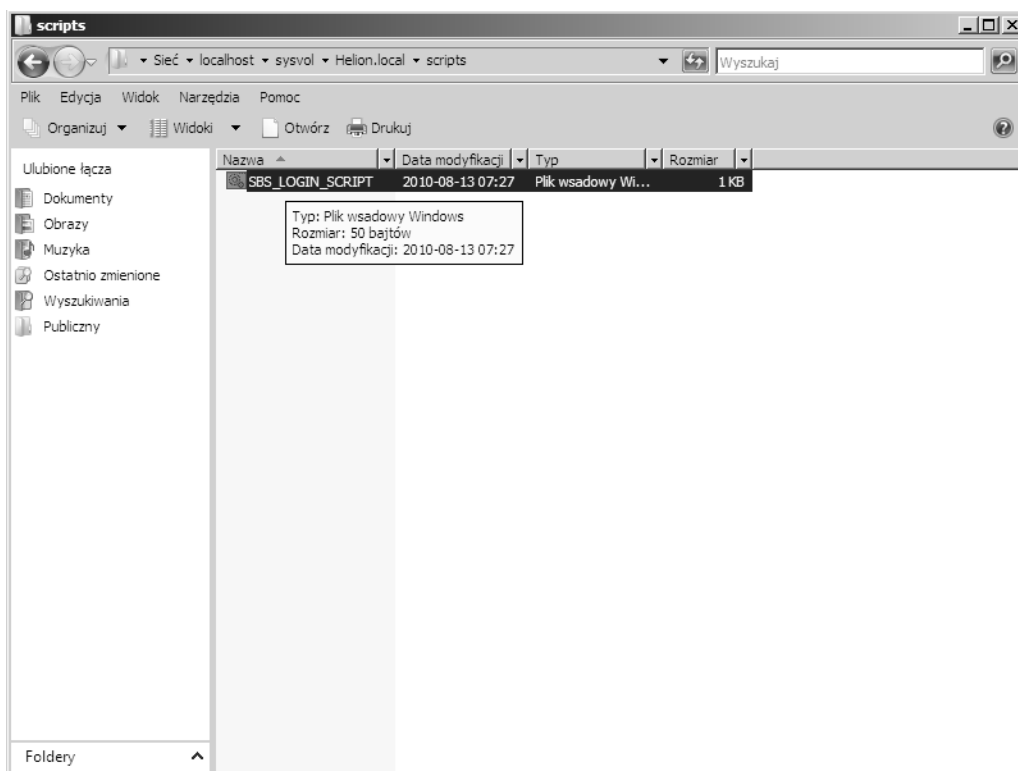 scripts
Sieć localhost sysvol Helion.local scripts
Wyszukaj
Plik Edycja Widok Narzędzia Pomoc
Organizuj Widoki Otwórz Drukuj
Ulubione łącza
Dokumenty
Obrazy
Muzyka
Ostatnio zmienione
Wyszukiwania
Publiczny
Nazwa Data modyfikacji Typ Rozmiar
SBS_LOGIN_SCRIPT 2010-08-13 07:27 Plik wsadowy Wi... 1 KB
Typ: Plik wsadowy Windows
Rozmiar: 50 bajtów
Data modyfikacji: 2010-08-13 07:27
Foldery